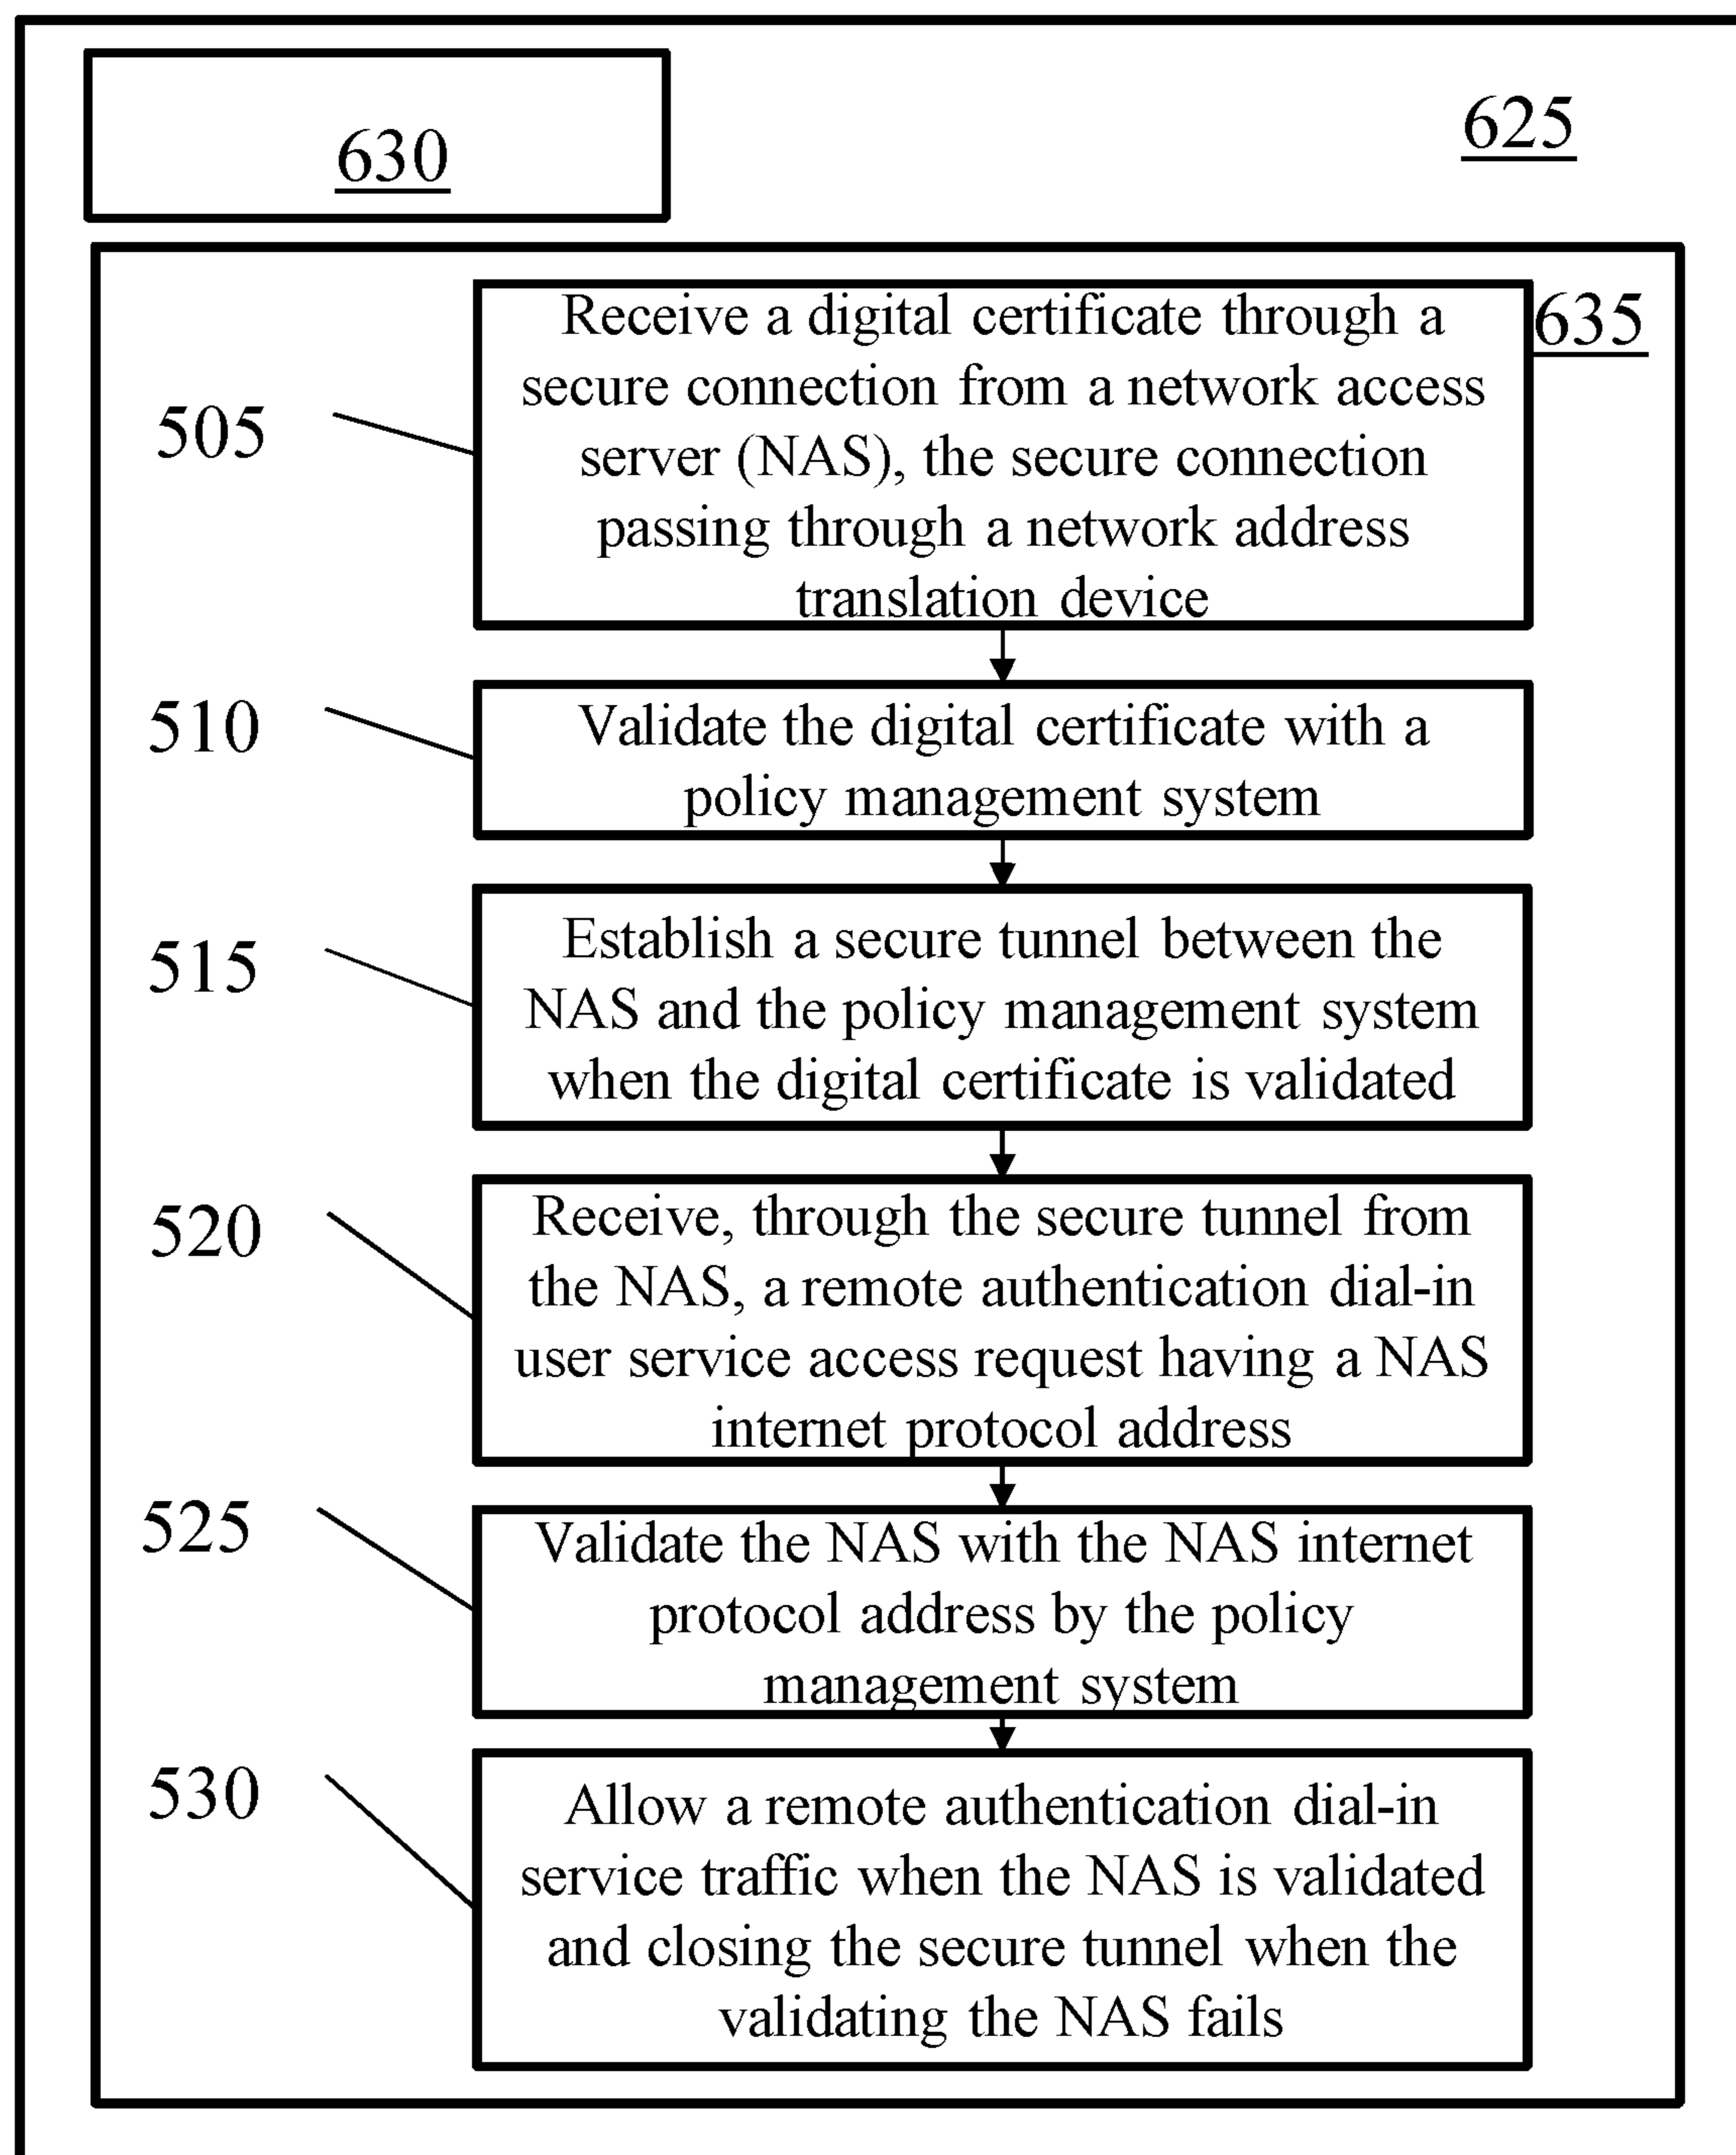 630
625
635
505
Receive a digital certificate through a
secure connection from a network access
server (NAS), the secure connection
passing through a network address
translation device
510
Validate the digital certificate with a
policy management system
515
Establish a secure tunnel between the
NAS and the policy management system
when the digital certificate is validated
520
Receive, through the secure tunnel from
the NAS, a remote authentication dial-in
user service access request having a NAS
internet protocol address
525
Validate the NAS with the NAS internet
protocol address by the policy
management system
530
Allow a remote authentication dial-in
service traffic when the NAS is validated
and closing the secure tunnel when the
validating the NAS fails